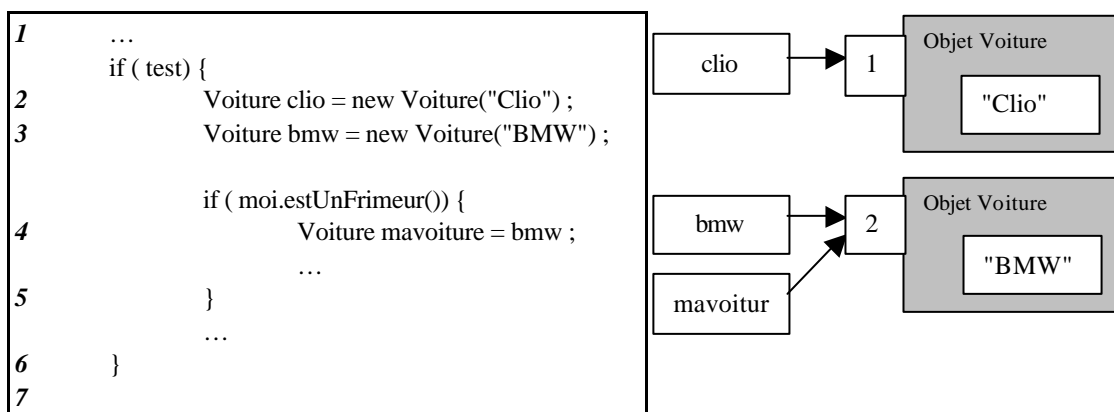 1 …
if ( test) {
2 Voiture clio = new Voiture("Clio") ;
3 Voiture bmw = new Voiture("BMW") ;
if ( moi.estUnFrimeur()) {
4 Voiture mavoiture = bmw ;
…
5 }
…
6 }
7
clio
1
Objet Voiture
"Clio"
bmw
2
Objet Voiture
"BMW"
mavoitur